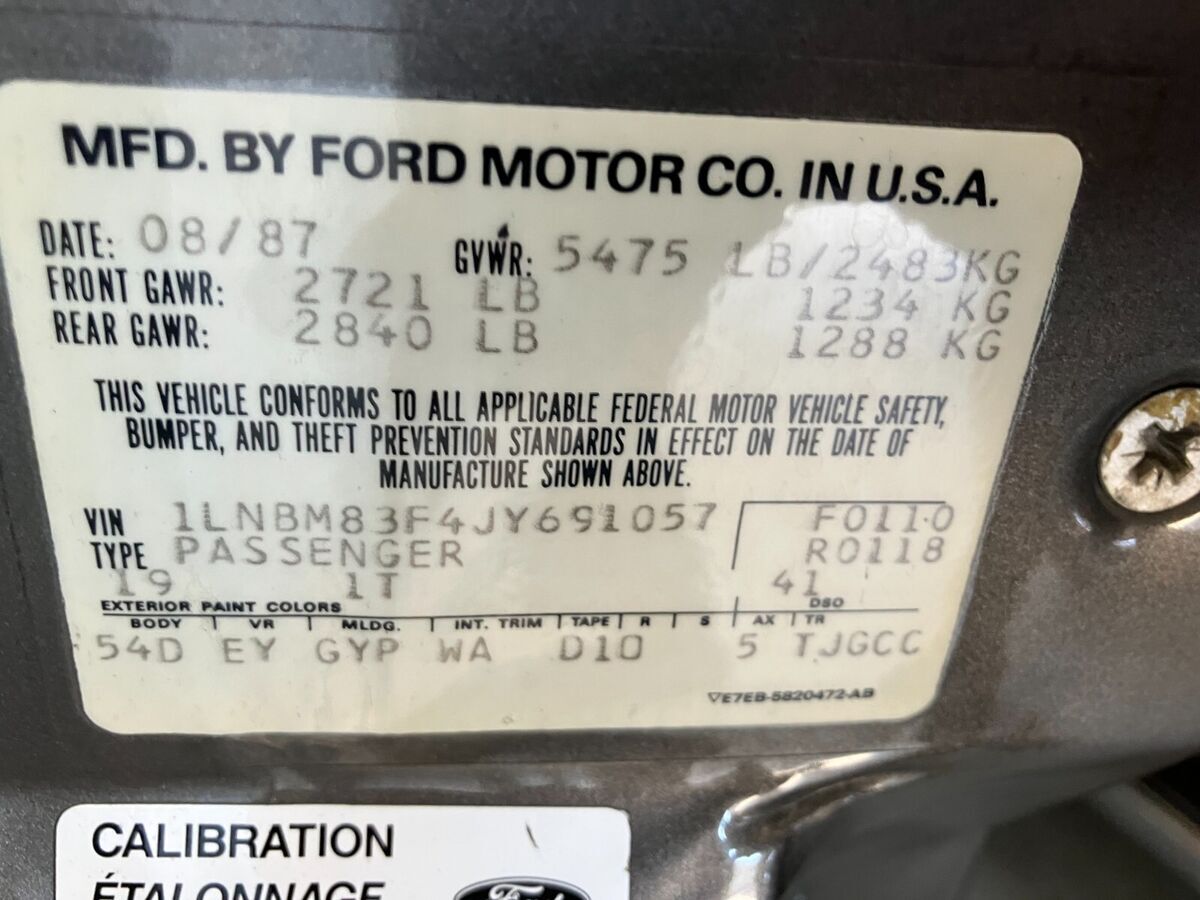 MFD. BY FORD MOTOR CO. IN U.S.A.
DATE: 08/87 GVWR: 5475 LB/2483KG
FRONT GAWR: 2721 LB 1234 KG
REAR GAWR: 2840 LB 1288 KG
THIS VEHICLE CONFORMS TO ALL APPLICABLE FEDERAL MOTOR VEHICLE SAFETY,
BUMPER, AND THEFT PREVENTION STANDARDS IN EFFECT ON THE DATE OF
MANUFACTURE SHOWN ABOVE.
VIN 1LNBM83F4JY691057 F0110
TYPE PASSENGER R0118
19 1T 41
EXTERIOR PAINT COLORS DSO
BODY VR MLDG. INT. TRIM TAPE R S AX TR
54D EY GYP WA D10 5 TJGCC
▽E7EB-5820472-AB
CALIBRATION
ÉTALONNAGE
Ford